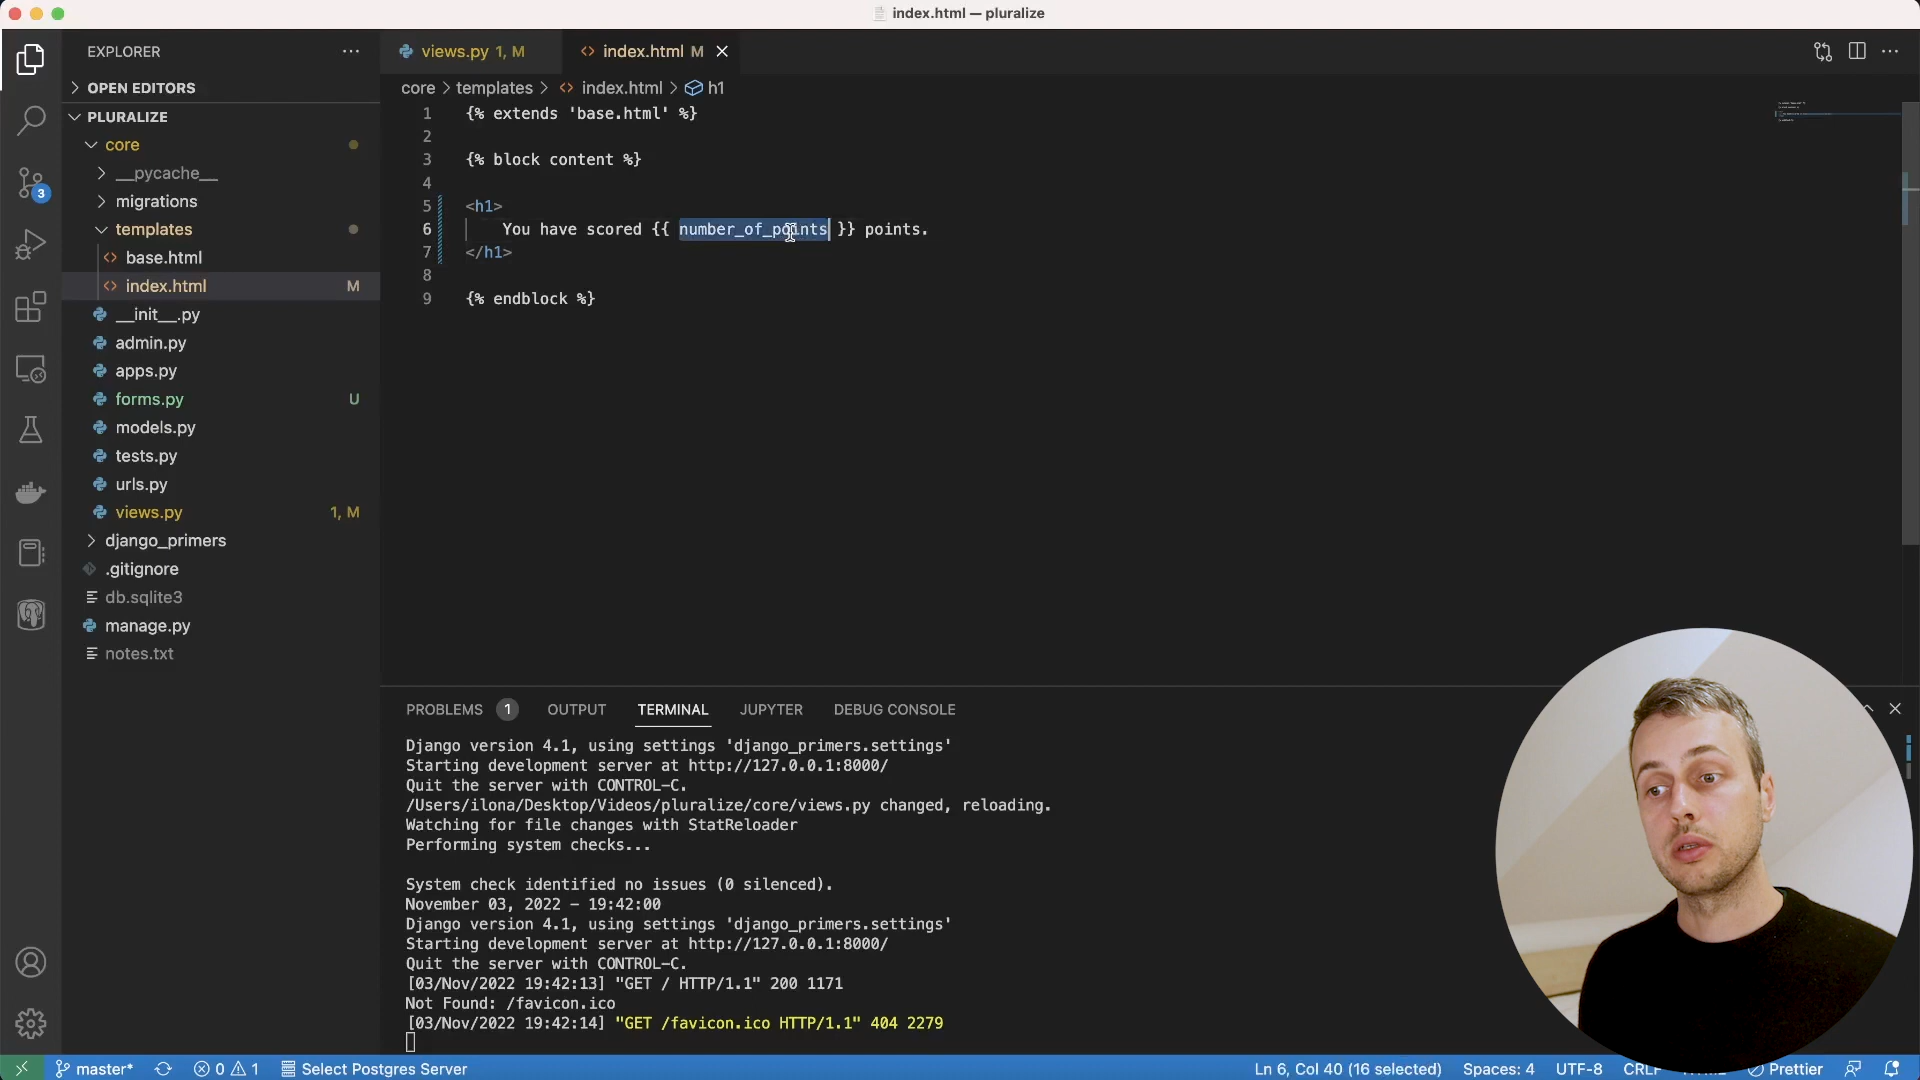 index.html — pluralize
EXPLORER
views.py 1, M
index.html M
OPEN EDITORS
core > templates > index.html > h1
PLURALIZE
core
__pycache__
migrations
templates
base.html
index.html M
__init__.py
admin.py
apps.py
forms.py U
models.py
tests.py
urls.py
views.py 1, M
django_primers
.gitignore
db.sqlite3
manage.py
notes.txt
3
1 {% extends 'base.html' %}
2
3 {% block content %}
4
5 <h1>
6 You have scored {{ number_of_points }} points.
7 </h1>
8
9 {% endblock %}
PROBLEMS 1 OUTPUT TERMINAL JUPYTER DEBUG CONSOLE
Django version 4.1, using settings 'django_primers.settings'
Starting development server at http://127.0.0.1:8000/
Quit the server with CONTROL-C.
/Users/ilona/Desktop/Videos/pluralize/core/views.py changed, reloading.
Watching for file changes with StatReloader
Performing system checks...
System check identified no issues (0 silenced).
November 03, 2022 - 19:42:00
Django version 4.1, using settings 'django_primers.settings'
Starting development server at http://127.0.0.1:8000/
Quit the server with CONTROL-C.
[03/Nov/2022 19:42:13] "GET / HTTP/1.1" 200 1171
Not Found: /favicon.ico
[03/Nov/2022 19:42:14] "GET /favicon.ico HTTP/1.1" 404 2279
master* 0 1 Select Postgres Server Ln 6, Col 40 (16 selected) Spaces: 4 UTF-8 Prettier